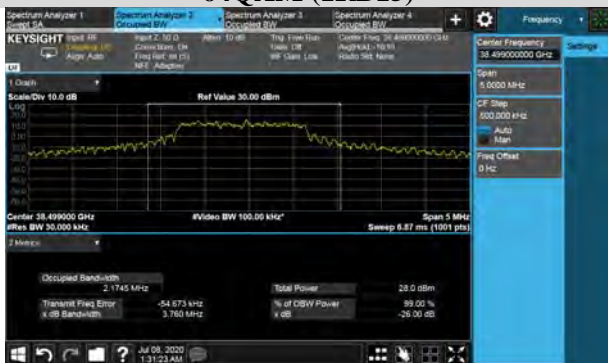 Spectrum Analyzer 1
Swept SA
Spectrum Analyzer 2
Occupied BW
Spectrum Analyzer 3
Occupied BW
Spectrum Analyzer 4
Occupied BW
+
Frequency
KEYSIGHT Input: RF
Align: Auto
Input Z: 50 Ω
Corrections: On
Freq Ref: Int (S)
NFE: Adaptive
Atten: 10 dB
Trig: Free Run
Gate: Off
#IF Gain: Low
Center Freq: 38.499000000 GHz
Avg|Hold: 10/10
Radio Std: None
Center Frequency
38.499000000 GHz
Settings
Span
5.0000 MHz
CF Step
500.000 kHz
Auto
Man
Freq Offset
0 Hz
1 Graph
Scale/Div 10.0 dB
Ref Value 30.00 dBm
Log
Center 38.499000 GHz
#Res BW 30.000 kHz
#Video BW 100.00 kHz*
Span 5 MHz
Sweep 6.87 ms (1001 pts)
2 Metrics
Occupied Bandwidth
2.1745 MHz
Total Power
28.0 dBm
Transmit Freq Error
-54.673 kHz
% of OBW Power
99.00 %
x dB Bandwidth
3.760 MHz
x dB
-26.00 dB
Jul 08, 2020
1:31:23 AM